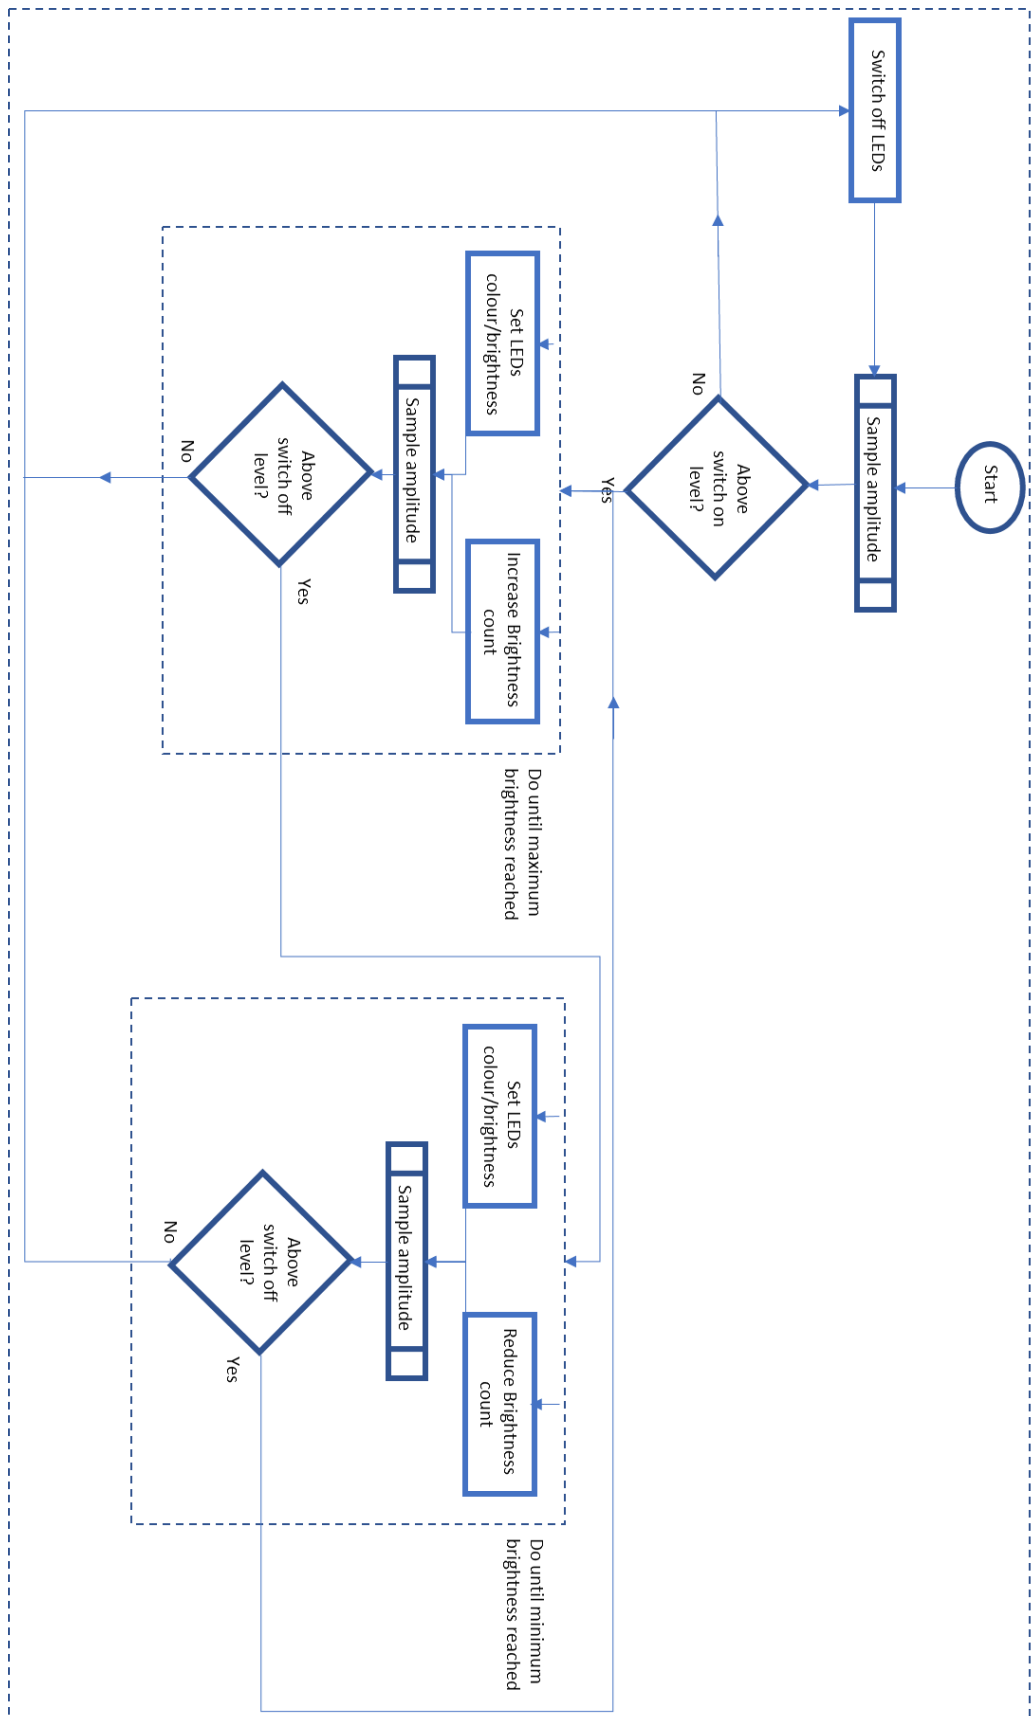 Start
Sample amplitude
Switch off LEDs
Above
switch on
level?
No
Yes
Set LEDs
colour/brightness
Increase Brightness
count
Sample amplitude
Above
switch off
level?
No
Yes
Do until maximum
brightness reached
Set LEDs
colour/brightness
Reduce Brightness
count
Sample amplitude
Above
switch off
level?
No
Yes
Do until minimum
brightness reached